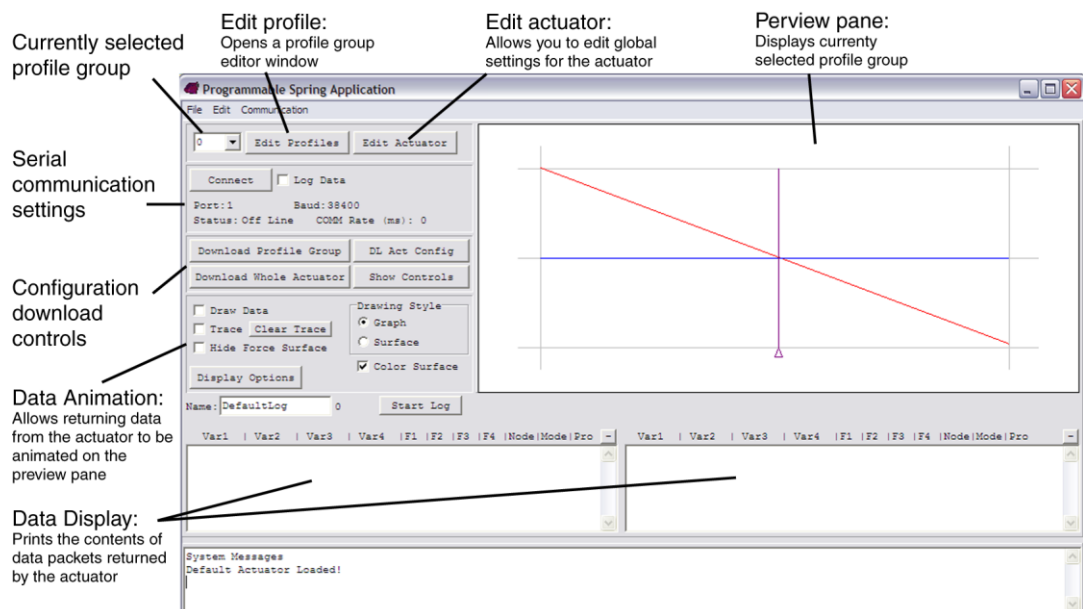 Edit profile:
Opens a profile group
editor window
Edit actuator:
Allows you to edit global
settings for the actuator
Perview pane:
Displays currenty
selected profile group
Currently selected
profile group
Programmable Spring Application
File Edit Communication
0 Edit Profiles Edit Actuator
Serial
communication
settings
Connect Log Data
Port:1 Baud:38400
Status: Off Line COMM Rate (ms): 0
Configuration
download
controls
Download Profile Group DL Act Config
Download Whole Actuator Show Controls
Draw Data
Trace Clear Trace
Hide Force Surface
Display Options
Drawing Style
Graph
Surface
Color Surface
Data Animation:
Allows returning data
from the actuator to be
animated on the
preview pane
Name: DefaultLog 0 Start Log
Var1 | Var2 | Var3 | Var4 |F1 |F2 |F3 |F4 |Node|Mode|Pro -
Var1 | Var2 | Var3 | Var4 |F1 |F2 |F3 |F4 |Node|Mode|Pro -
Data Display:
Prints the contents of
data packets returned
by the actuator
System Messages
Default Actuator Loaded!